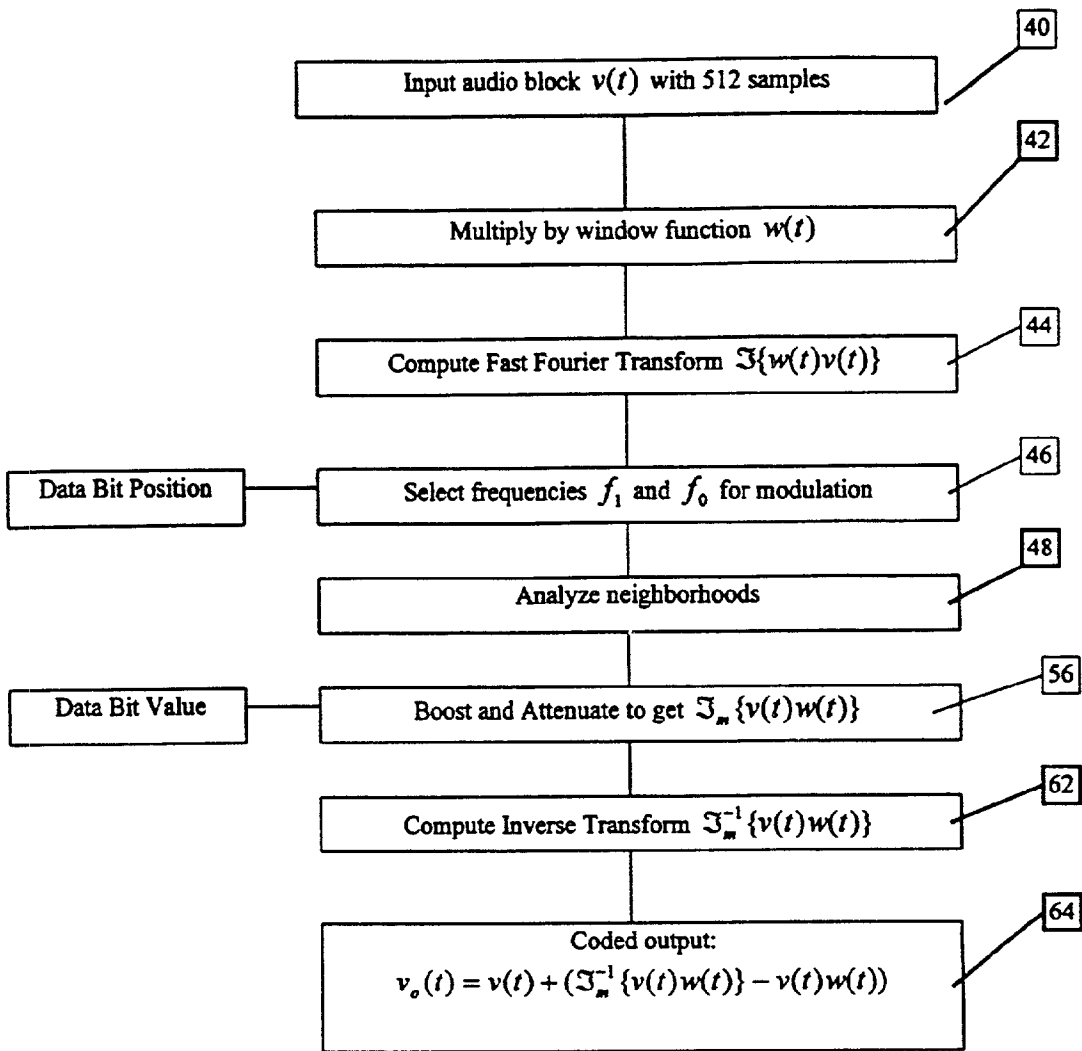 40
Input audio block v(t) with 512 samples
42
Multiply by window function w(t)
44
Compute Fast Fourier Transform ℑ{w(t)v(t)}
46
Data Bit Position
Select frequencies f₁ and f₀ for modulation
48
Analyze neighborhoods
56
Data Bit Value
Boost and Attenuate to get ℑₘ{v(t)w(t)}
62
Compute Inverse Transform ℑₘ⁻¹{v(t)w(t)}
64
Coded output:
vₒ(t) = v(t) + (ℑₘ⁻¹{v(t)w(t)} − v(t)w(t))